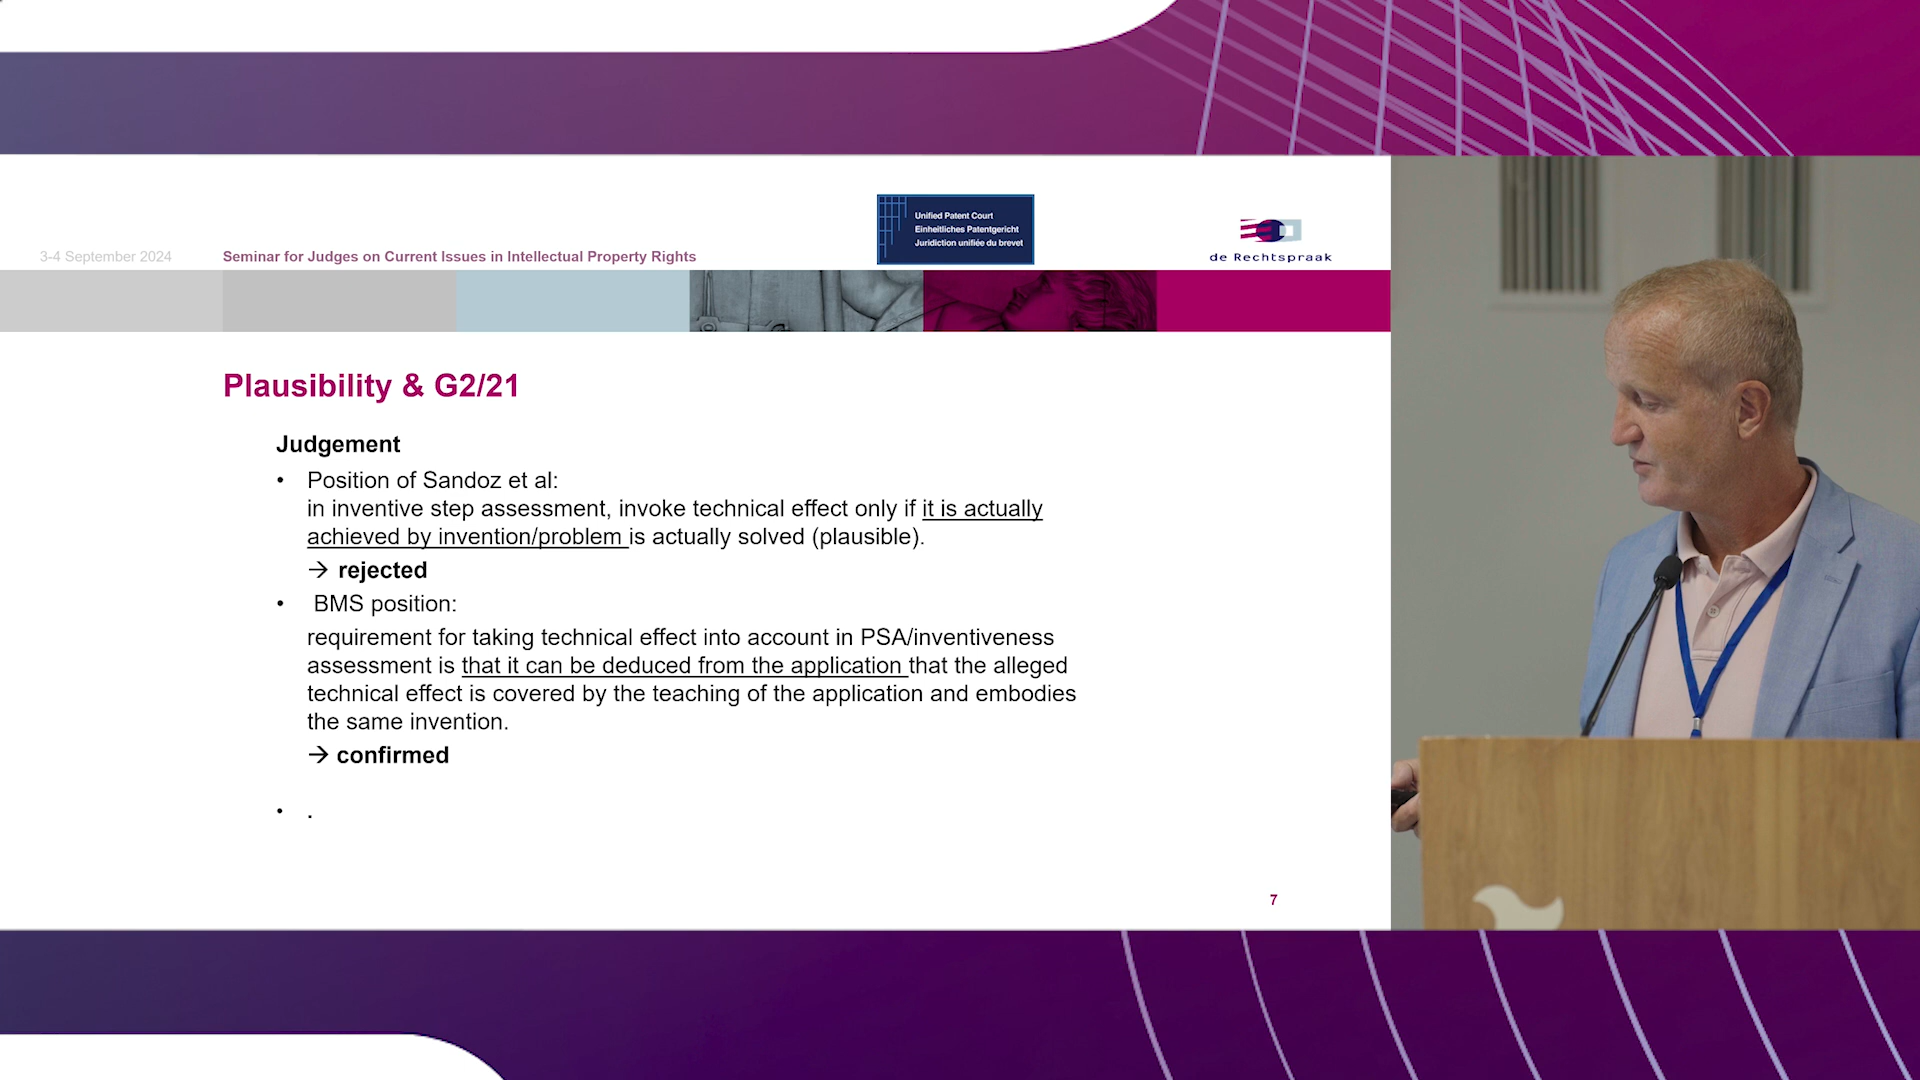 Unified Patent Court
Einheitliches Patentgericht
Juridiction unifiée du brevet
3-4 September 2024
Seminar for Judges on Current Issues in Intellectual Property Rights
de Rechtspraak
Plausibility & G2/21
Judgement
• Position of Sandoz et al:
in inventive step assessment, invoke technical effect only if it is actually
achieved by invention/problem is actually solved (plausible).
→ rejected
• BMS position:
requirement for taking technical effect into account in PSA/inventiveness
assessment is that it can be deduced from the application that the alleged
technical effect is covered by the teaching of the application and embodies
the same invention.
→ confirmed
• .
7